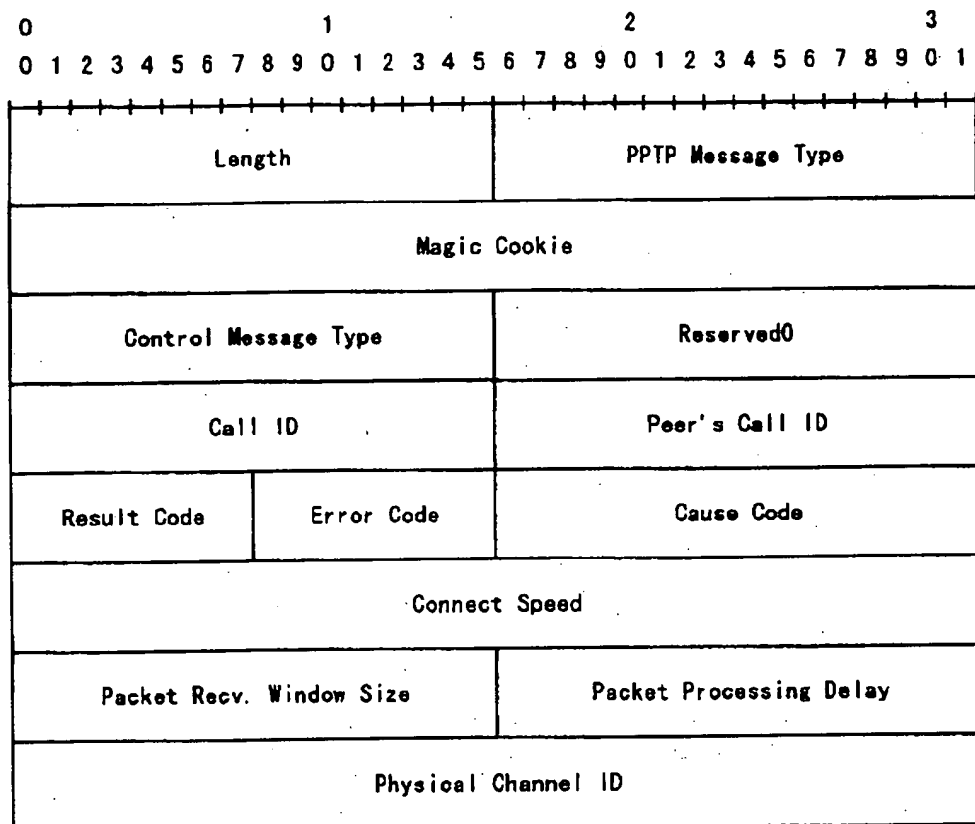 0 1 2 3
0 1 2 3 4 5 6 7 8 9 0 1 2 3 4 5 6 7 8 9 0 1 2 3 4 5 6 7 8 9 0 1
Length PPTP Message Type
Magic Cookie
Control Message Type Reserved0
Call ID Peer's Call ID
Result Code Error Code Cause Code
Connect Speed
Packet Recv. Window Size Packet Processing Delay
Physical Channel ID